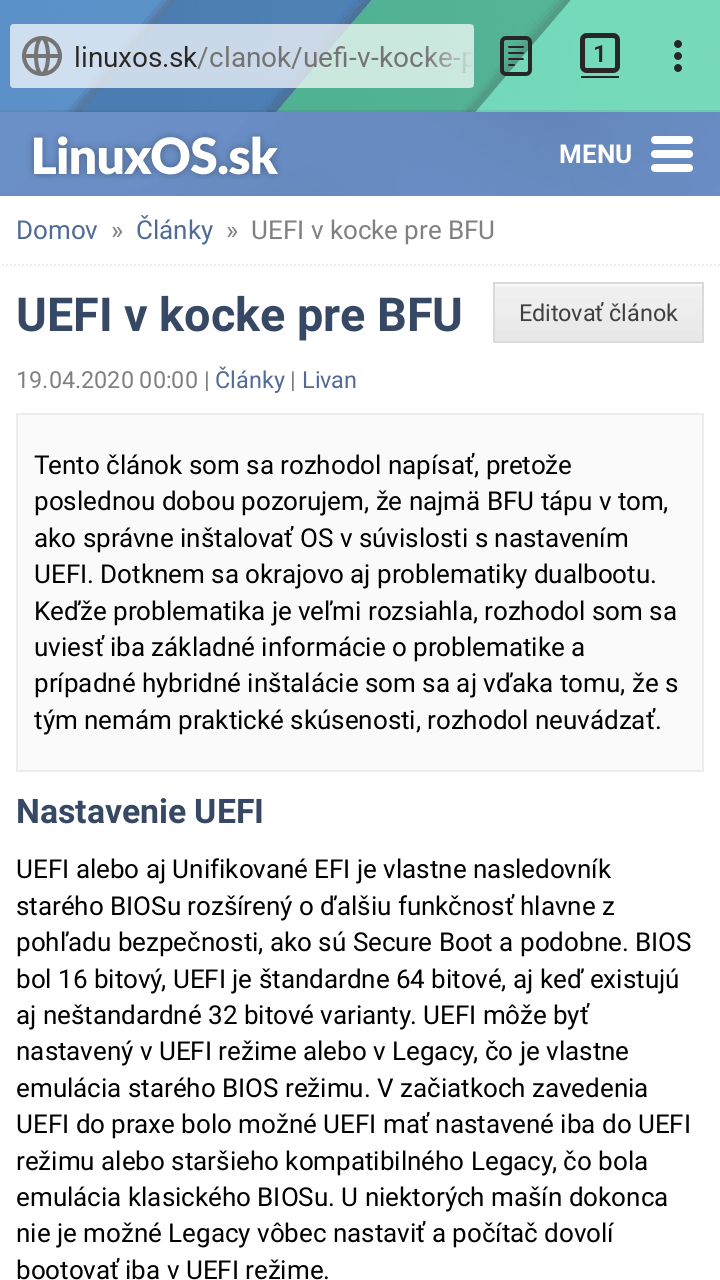 linuxos.sk/clanok/uefi-v-kocke-p
1
LinuxOS.sk
MENU
Domov » Články » UEFI v kocke pre BFU
UEFI v kocke pre BFU
Editovať článok
19.04.2020 00:00 | Články | Livan
Tento článok som sa rozhodol napísať, pretože
poslednou dobou pozorujem, že najmä BFU tápu v tom,
ako správne inštalovať OS v súvislosti s nastavením
UEFI. Dotknem sa okrajovo aj problematiky dualbootu.
Keďže problematika je veľmi rozsiahla, rozhodol som sa
uviesť iba základné informácie o problematike a
prípadné hybridné inštalácie som sa aj vďaka tomu, že s
tým nemám praktické skúsenosti, rozhodol neuvádzať.
Nastavenie UEFI
UEFI alebo aj Unifikované EFI je vlastne nasledovník
starého BIOSu rozšírený o ďalšiu funkčnosť hlavne z
pohľadu bezpečnosti, ako sú Secure Boot a podobne. BIOS
bol 16 bitový, UEFI je štandardne 64 bitové, aj keď existujú
aj neštandardné 32 bitové varianty. UEFI môže byť
nastavený v UEFI režime alebo v Legacy, čo je vlastne
emulácia starého BIOS režimu. V začiatkoch zavedenia
UEFI do praxe bolo možné UEFI mať nastavené iba do UEFI
režimu alebo staršieho kompatibilného Legacy, čo bola
emulácia klasického BIOSu. U niektorých mašín dokonca
nie je možné Legacy vôbec nastaviť a počítač dovolí
bootovať iba v UEFI režime.